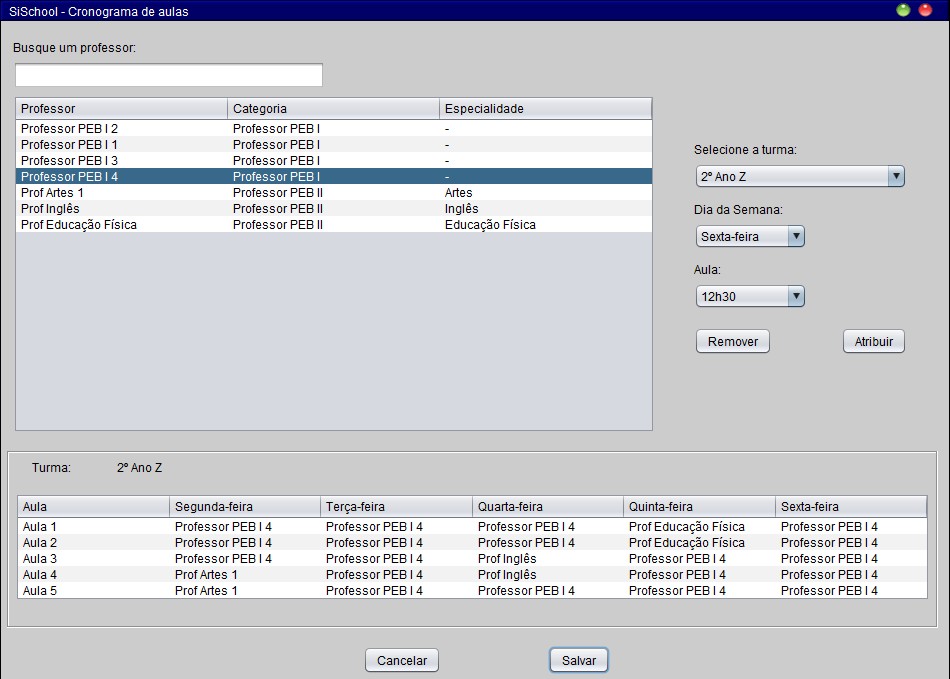 SiSchool - Cronograma de aulas
Busque um professor:
Professor Categoria Especialidade
Professor PEB I 2 Professor PEB I -
Professor PEB I 1 Professor PEB I -
Professor PEB I 3 Professor PEB I -
Professor PEB I 4 Professor PEB I -
Prof Artes 1 Professor PEB II Artes
Prof Inglês Professor PEB II Inglês
Prof Educação Física Professor PEB II Educação Física
Selecione a turma:
2º Ano Z
Dia da Semana:
Sexta-feira
Aula:
12h30
Remover Atribuir
Turma: 2º Ano Z
Aula Segunda-feira Terça-feira Quarta-feira Quinta-feira Sexta-feira
Aula 1 Professor PEB I 4 Professor PEB I 4 Professor PEB I 4 Prof Educação Física Professor PEB I 4
Aula 2 Professor PEB I 4 Professor PEB I 4 Professor PEB I 4 Prof Educação Física Professor PEB I 4
Aula 3 Professor PEB I 4 Professor PEB I 4 Prof Inglês Professor PEB I 4 Professor PEB I 4
Aula 4 Prof Artes 1 Professor PEB I 4 Prof Inglês Professor PEB I 4 Professor PEB I 4
Aula 5 Prof Artes 1 Professor PEB I 4 Professor PEB I 4 Professor PEB I 4 Professor PEB I 4
Cancelar Salvar